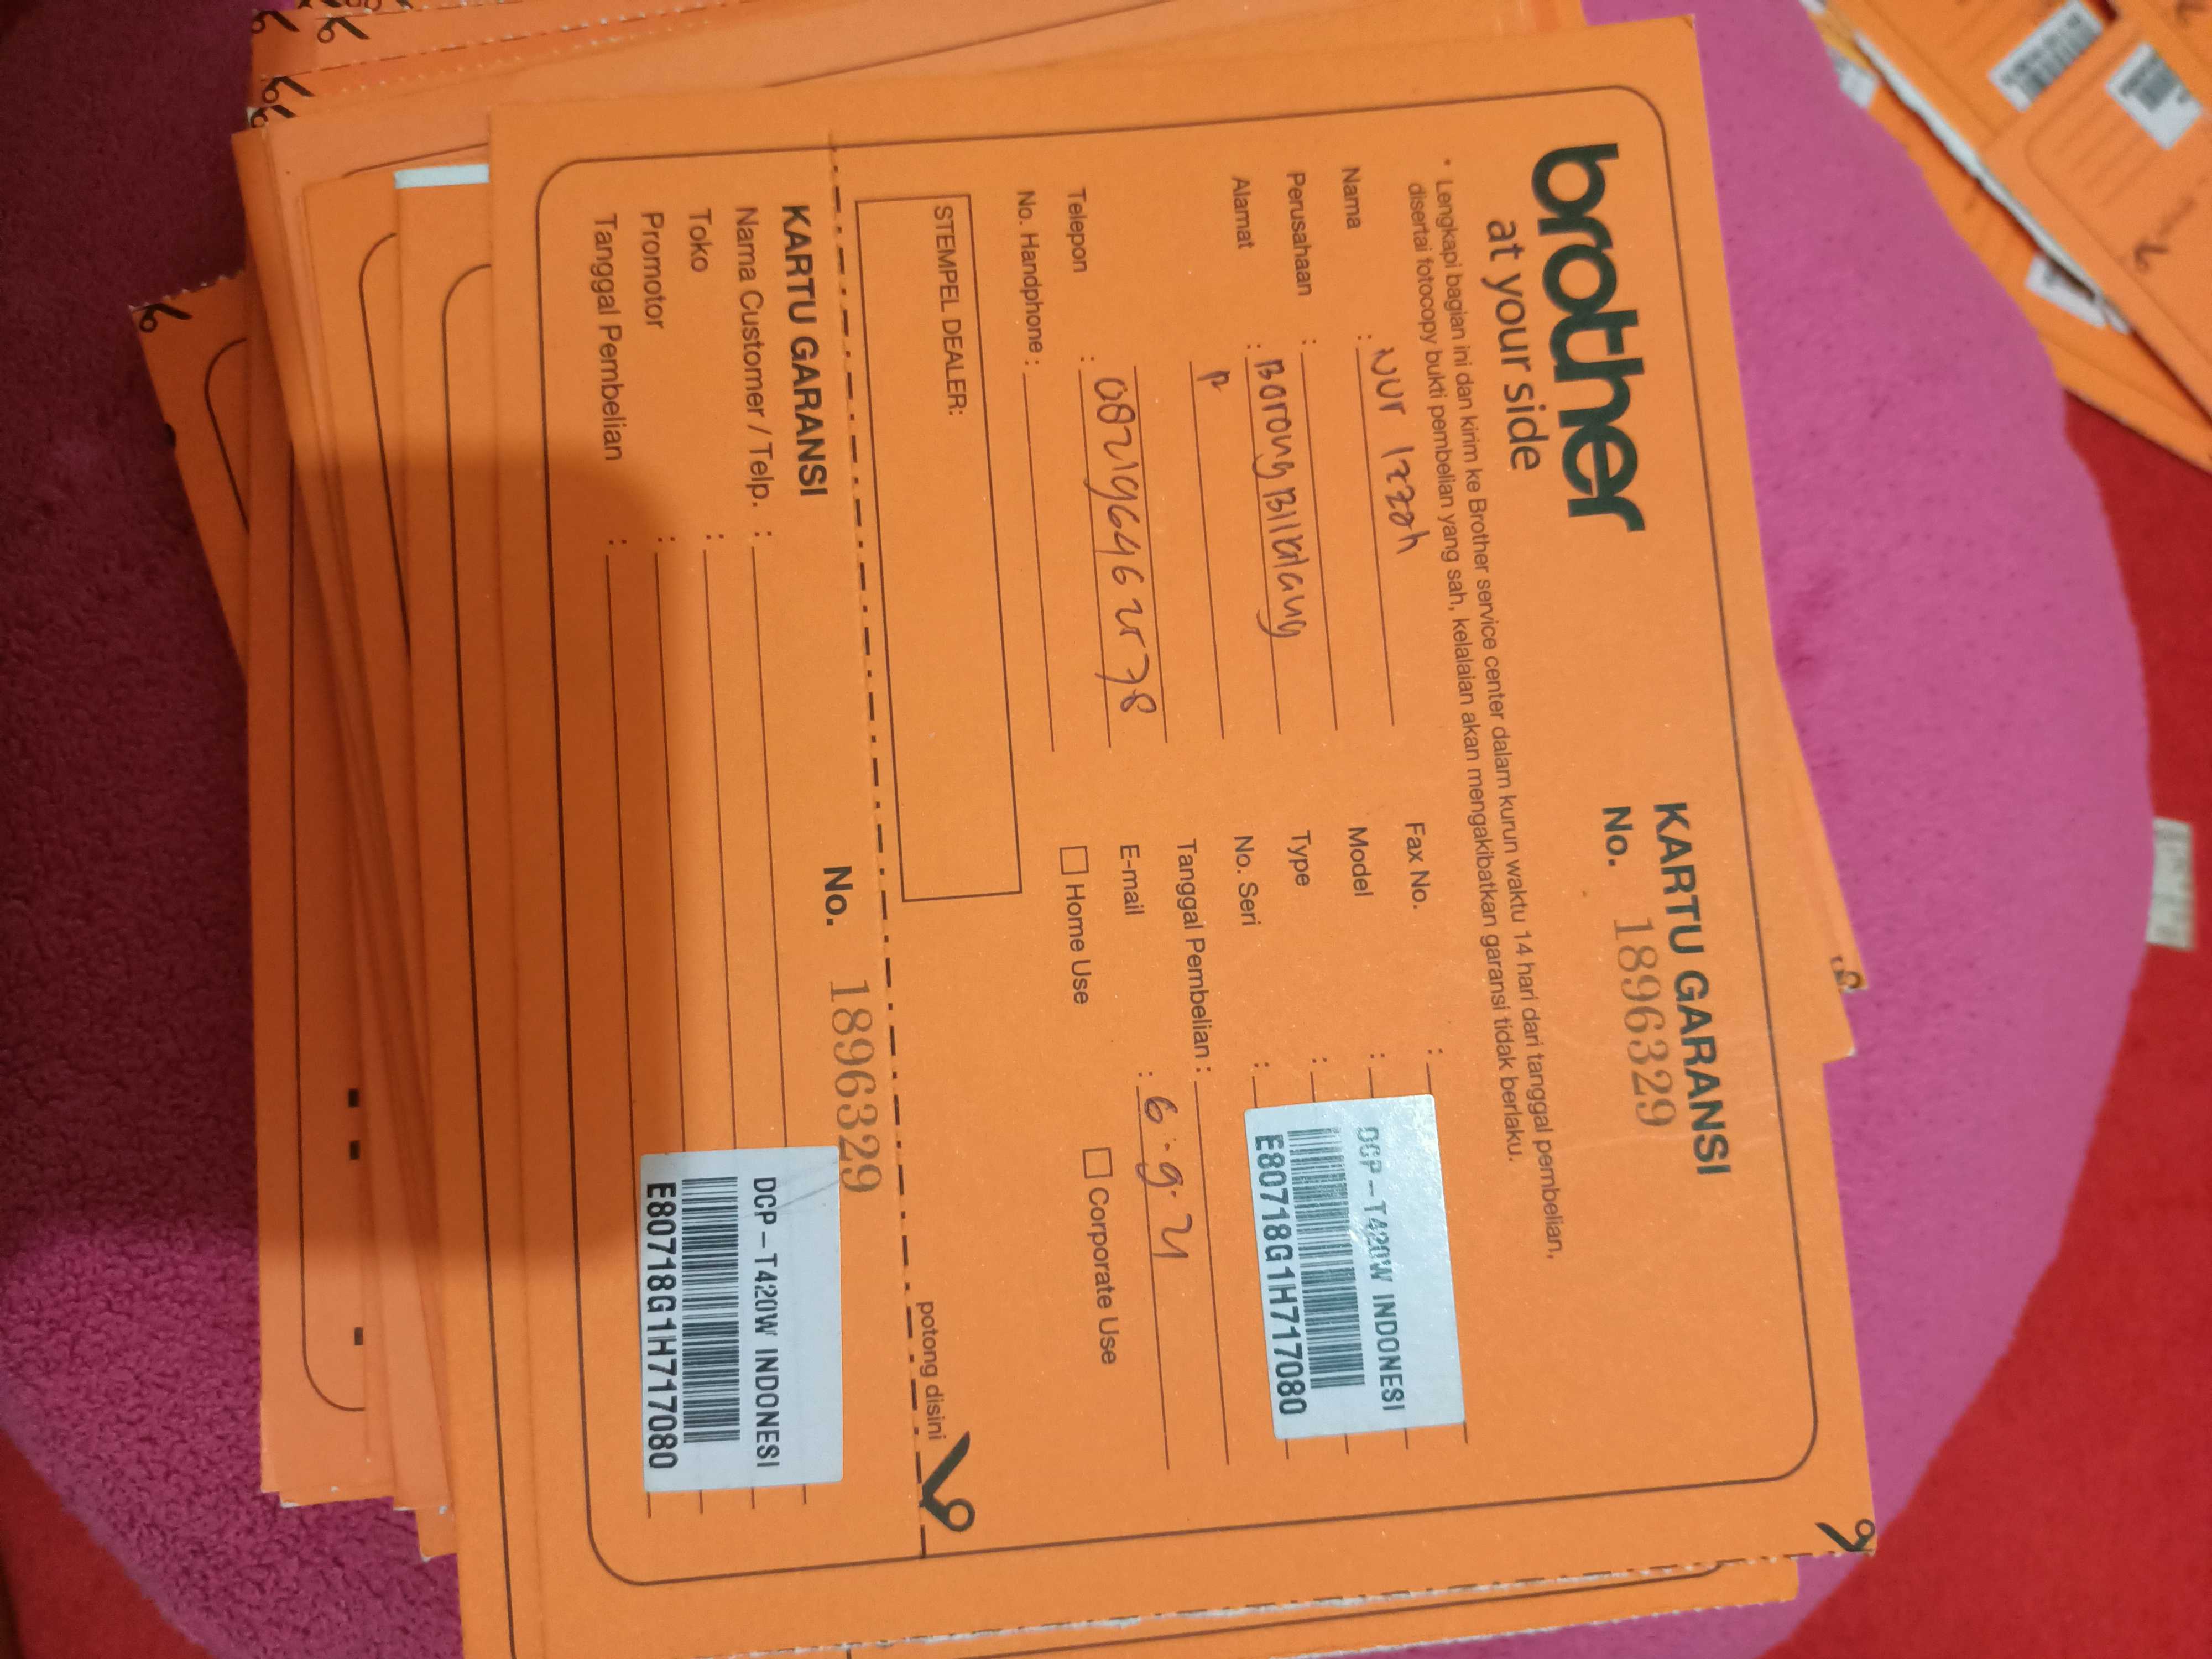 brother
at your side
KARTU GARANSI
No. 18963329
• Lengkapi bagian ini dan kirim ke Brother service center dalam kurun waktu 14 hari dari tanggal pembelian,
disertai fotocopy bukti pembelian yang sah, kelalaian akan mengakibatkan garansi tidak berlaku.
Nama : Nur Izzah
Perusahaan :
Alamat : Borong Bilalang
P
Telepon :
No. Handphone :
Fax No. :
Model :
Type :
No. Seri :
DCP-T420W INDONESI
E80718G1H717080
Tanggal Pembelian :
E-mail : 6.9.21
Home Use
Corporate Use
STEMPEL DEALER:
potong disini
KARTU GARANSI
No. 18963329
Nama Customer / Telp. :
Toko :
Promotor :
Tanggal Pembelian :
DCP-T420W INDONESI
E80718G1H717080